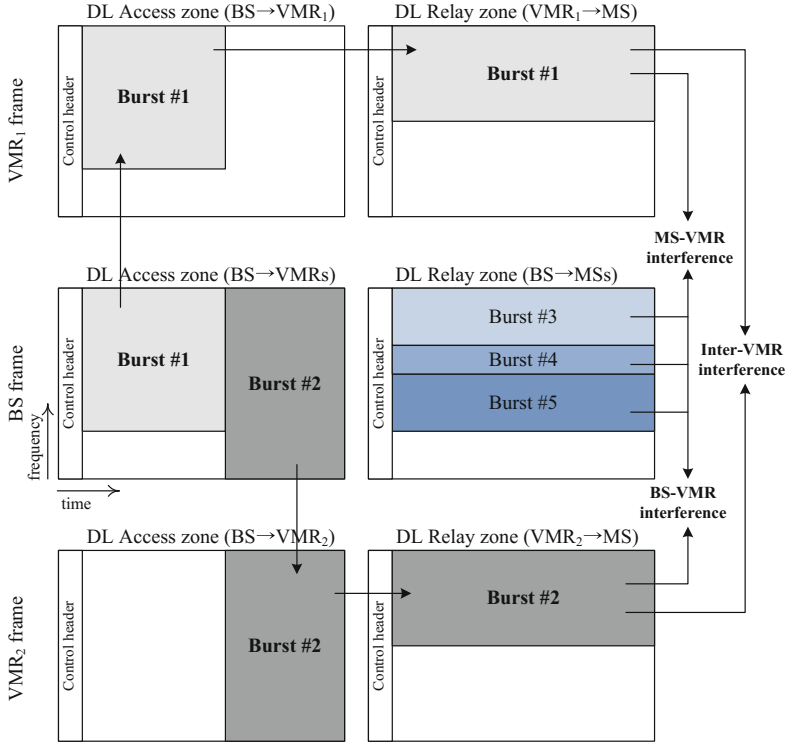 DL Access zone (BS→VMR₁)
DL Relay zone (VMR₁→MS)
VMR₁ frame
Control header
Burst #1
Control header
Burst #1
MS-VMR
interference
DL Access zone (BS→VMRs)
DL Relay zone (BS→MSs)
BS frame
frequency
time
Control header
Burst #1
Burst #2
Control header
Burst #3
Burst #4
Burst #5
Inter-VMR
interference
BS-VMR
interference
DL Access zone (BS→VMR₂)
DL Relay zone (VMR₂→MS)
VMR₂ frame
Control header
Burst #2
Control header
Burst #2